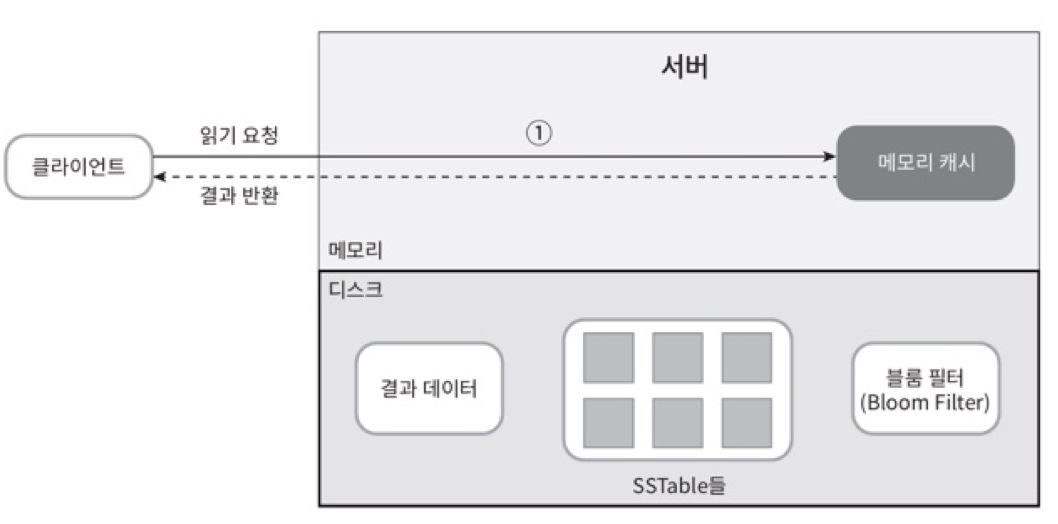 서버
읽기 요청
①
클라이언트
메모리 캐시
결과 반환
메모리
디스크
결과 데이터
블룸 필터
(Bloom Filter)
SSTable들